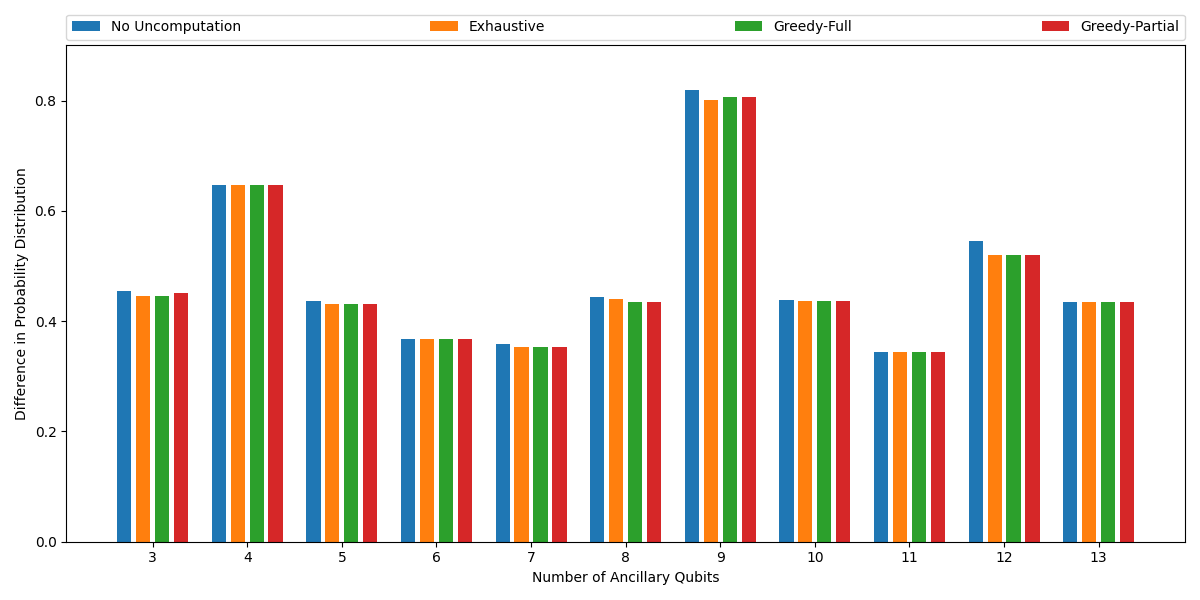 No Uncomputation Exhaustive Greedy-Full Greedy-Partial
Difference in Probability Distribution
0.8
0.6
0.4
0.2
0.0
3 4 5 6 7 8 9 10 11 12 13
Number of Ancillary Qubits